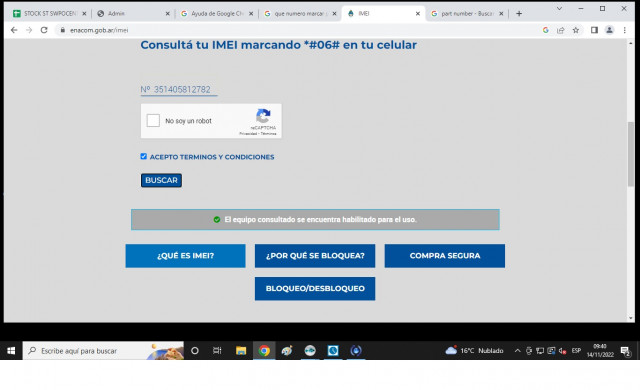 STOCK ST SWPOCEN
Admin
Ayuda de Google Ch
que numero marcar
IMEI
part number - Buscar
enacom.gob.ar/imei
Consultá tu IMEI marcando *#06# en tu celular
Nº 351405812782
No soy un robot
reCAPTCHA
Privacidad - Términos
ACEPTO TERMINOS Y CONDICIONES
BUSCAR
El equipo consultado se encuentra habilitado para el uso.
¿QUÉ ES IMEI?
¿POR QUÉ SE BLOQUEA?
COMPRA SEGURA
BLOQUEO/DESBLOQUEO
Escribe aquí para buscar
16°C Nublado
ESP
09:40
14/11/2022